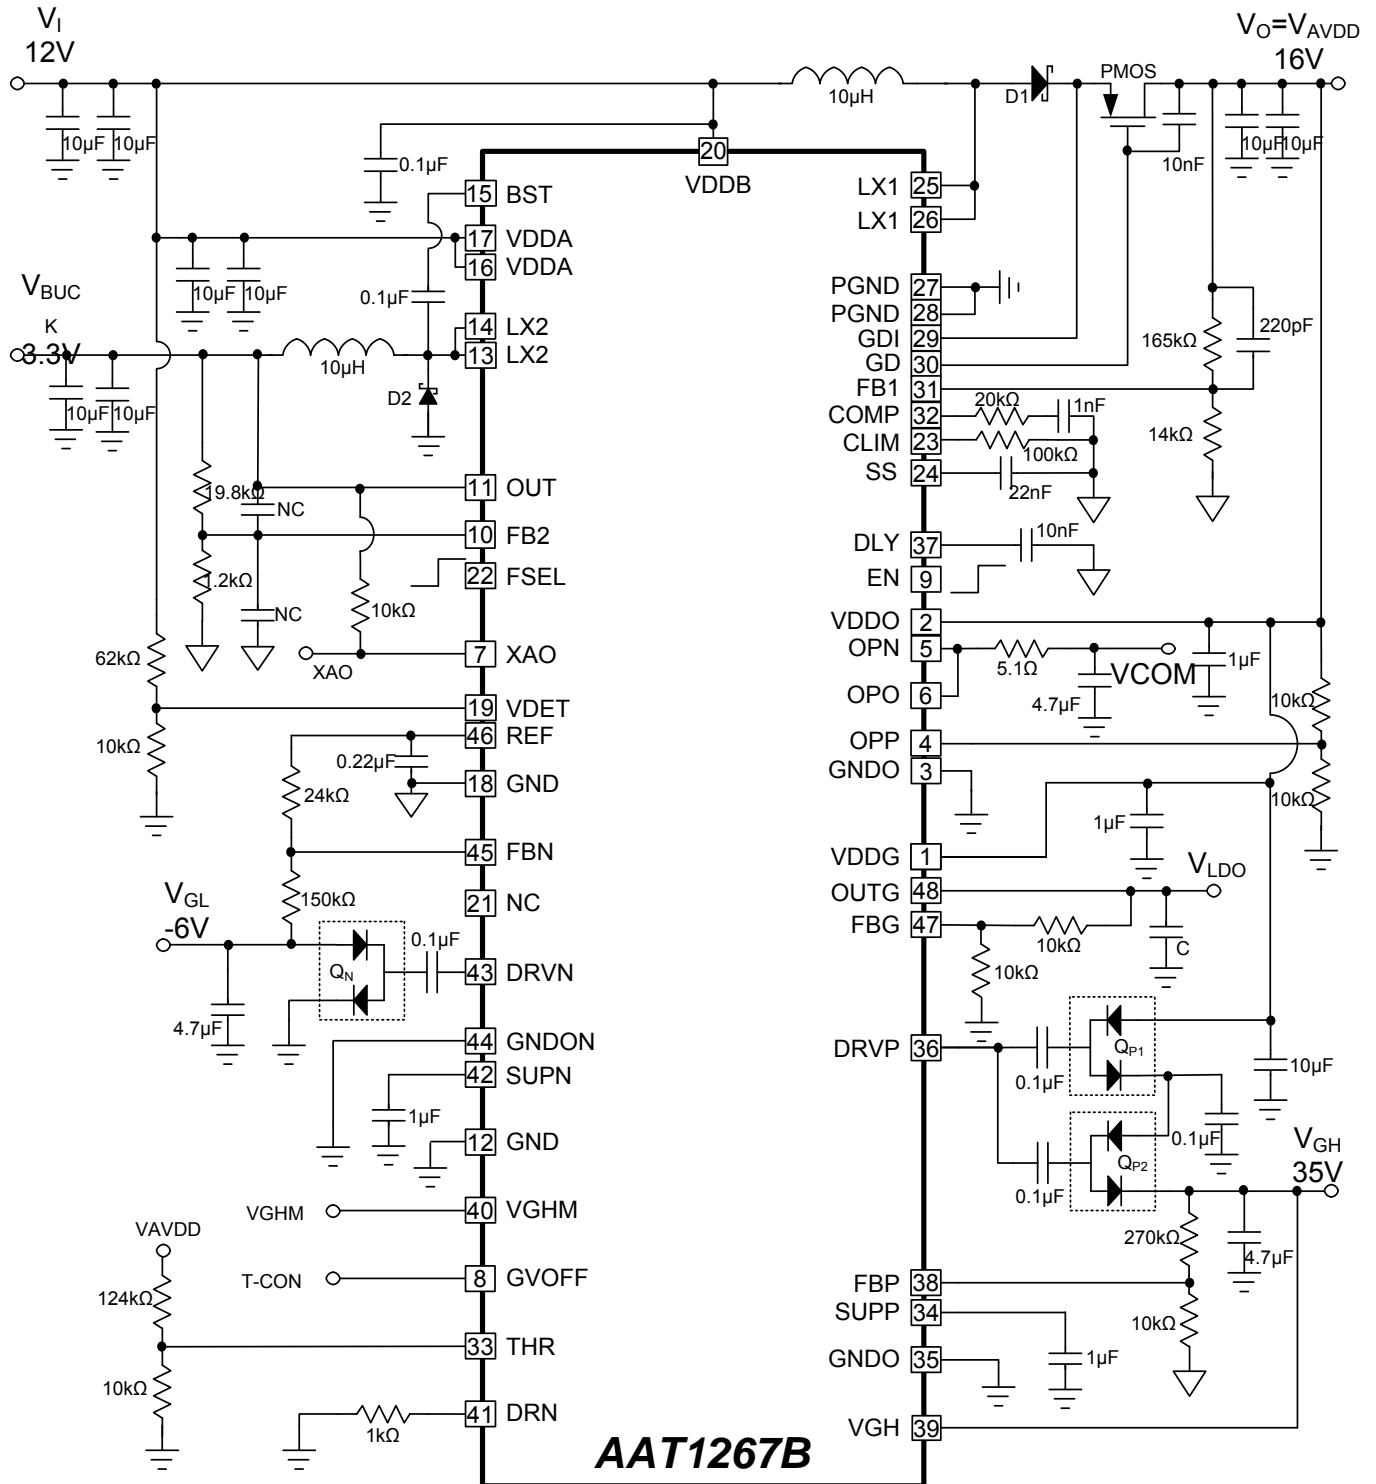 V_I
12V
V_O=V_AVDD
16V
10µH
D1
PMOS
10nF
10µF
10µF
10µF
10µF
0.1µF
20
VDDB
15 BST
17 VDDA
16 VDDA
10µF
10µF
0.1µF
V_BUC
K
3.3V
14 LX2
13 LX2
10µH
D2
10µF
10µF
19.8kΩ
NC
11 OUT
10 FB2
22 FSEL
1.2kΩ
NC
10kΩ
XAO
7 XAO
62kΩ
19 VDET
46 REF
10kΩ
0.22µF
18 GND
24kΩ
45 FBN
150kΩ
21 NC
V_GL
-6V
Q_N
0.1µF
43 DRVN
4.7µF
44 GNDON
42 SUPN
1µF
12 GND
VGHM
40 VGHM
VAVDD
T-CON
8 GVOFF
124kΩ
33 THR
10kΩ
41 DRN
1kΩ
LX1 25
LX1 26
PGND 27
PGND 28
GDI 29
GD 30
FB1 31
165kΩ
220pF
COMP 32
20kΩ
1nF
CLIM 23
100kΩ
14kΩ
SS 24
22nF
DLY 37
10nF
EN 9
VDDO 2
OPN 5
5.1Ω
VCOM
1µF
OPO 6
4.7µF
10kΩ
OPP 4
GNDO 3
10kΩ
1µF
VDDG 1
V_LDO
OUTG 48
FBG 47
10kΩ
C
10kΩ
DRVP 36
0.1µF
Q_P1
10µF
0.1µF
Q_P2
0.1µF
V_GH
35V
270kΩ
4.7µF
FBP 38
SUPP 34
10kΩ
GNDO 35
1µF
VGH 39
AAT1267B